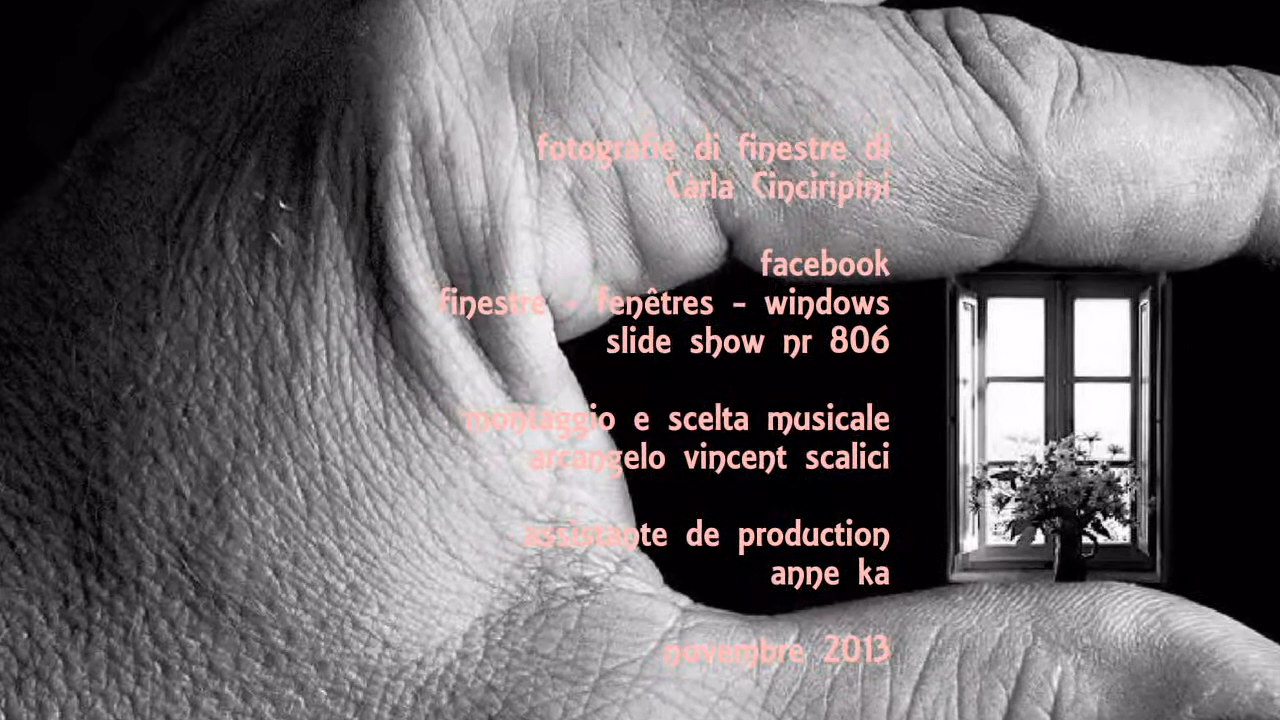 fotografie di finestre di
Carla Cinciripini
facebook
finestre - fenêtres - windows
slide show nr 806
montaggio e scelta musicale
arcangelo vincent scalici
assistante de production
anne ka
novembre 2013